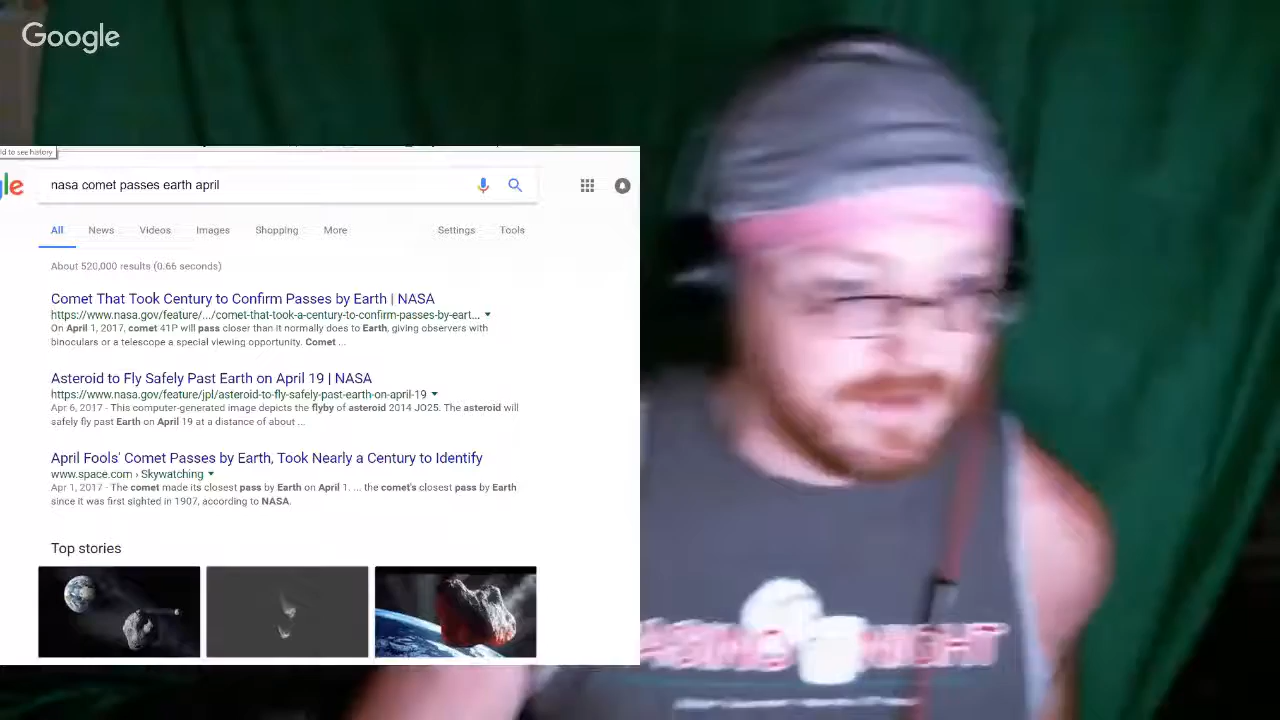 Google
ld to see history
le
nasa comet passes earth april
All News Videos Images Shopping More Settings Tools
About 520,000 results (0.66 seconds)
Comet That Took Century to Confirm Passes by Earth | NASA
https://www.nasa.gov/feature/.../comet-that-took-a-century-to-confirm-passes-by-eart...
On April 1, 2017, comet 41P will pass closer than it normally does to Earth, giving observers with
binoculars or a telescope a special viewing opportunity. Comet ...
Asteroid to Fly Safely Past Earth on April 19 | NASA
https://www.nasa.gov/feature/jpl/asteroid-to-fly-safely-past-earth-on-april-19
Apr 6, 2017 - This computer-generated image depicts the flyby of asteroid 2014 JO25. The asteroid will
safely fly past Earth on April 19 at a distance of about ...
April Fools' Comet Passes by Earth, Took Nearly a Century to Identify
www.space.com › Skywatching
Apr 1, 2017 - The comet made its closest pass by Earth on April 1. ... the comet's closest pass by Earth
since it was first sighted in 1907, according to NASA.
Top stories
NIGHT